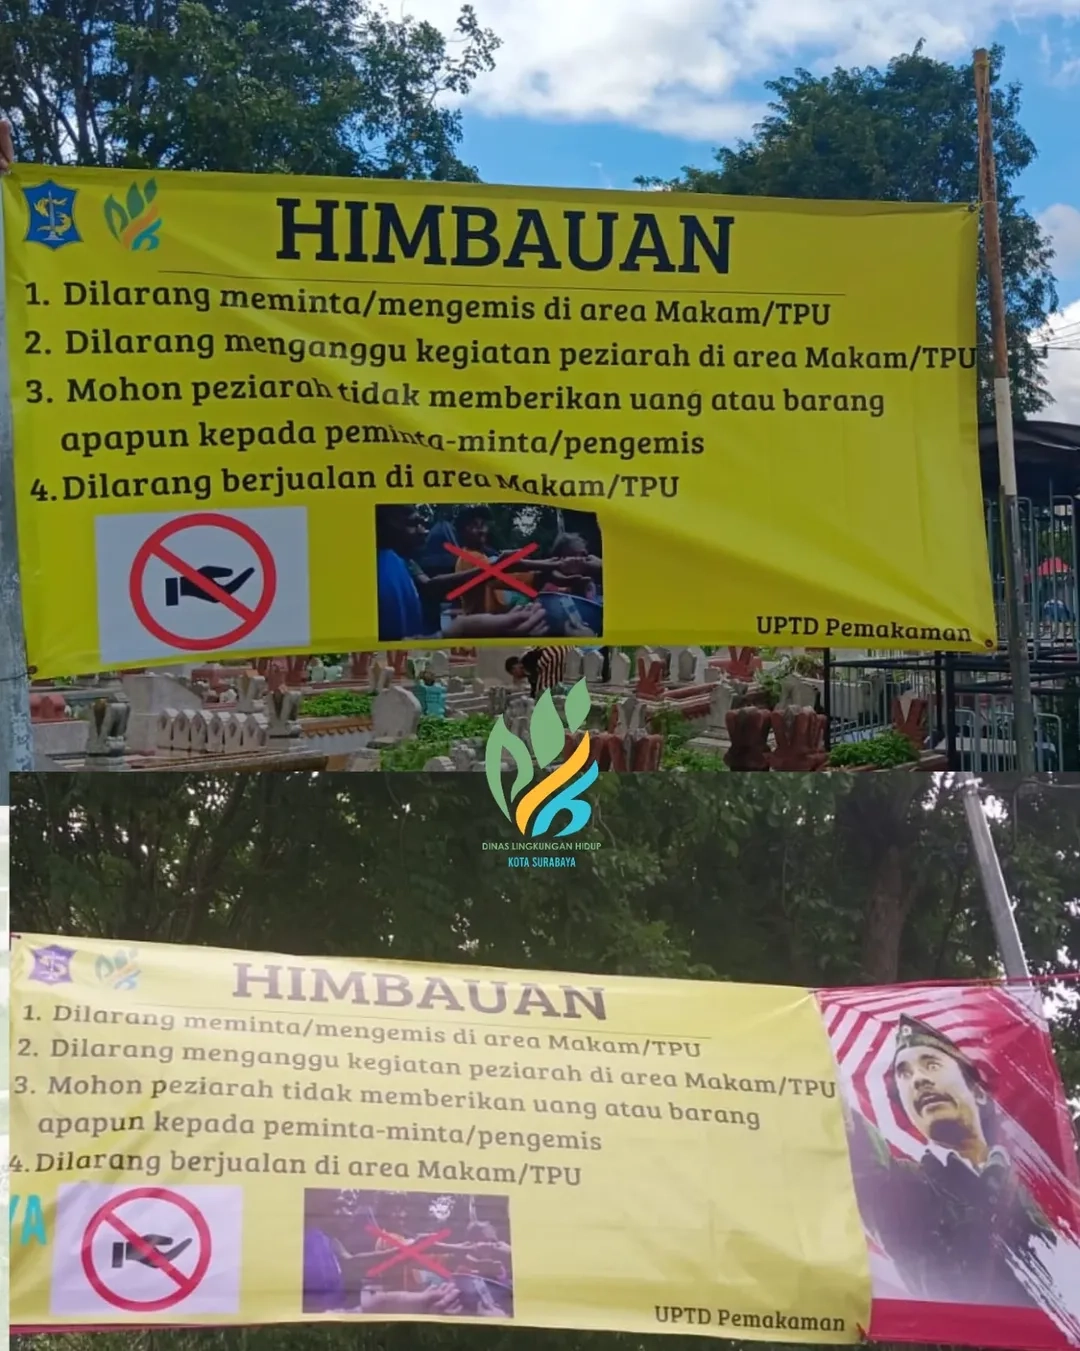 HIMBAUAN
1. Dilarang meminta/mengemis di area Makam/TPU
2. Dilarang menganggu kegiatan peziarah di area Makam/TPU
3. Mohon peziarah tidak memberikan uang atau barang
apapun kepada peminta-minta/pengemis
4. Dilarang berjualan di area Makam/TPU
UPTD Pemakaman
DINAS LINGKUNGAN HIDUP
KOTA SURABAYA
HIMBAUAN
1. Dilarang meminta/mengemis di area Makam/TPU
2. Dilarang menganggu kegiatan peziarah di area Makam/TPU
3. Mohon peziarah tidak memberikan uang atau barang
apapun kepada peminta-minta/pengemis
4. Dilarang berjualan di area Makam/TPU
YA
UPTD Pemakaman